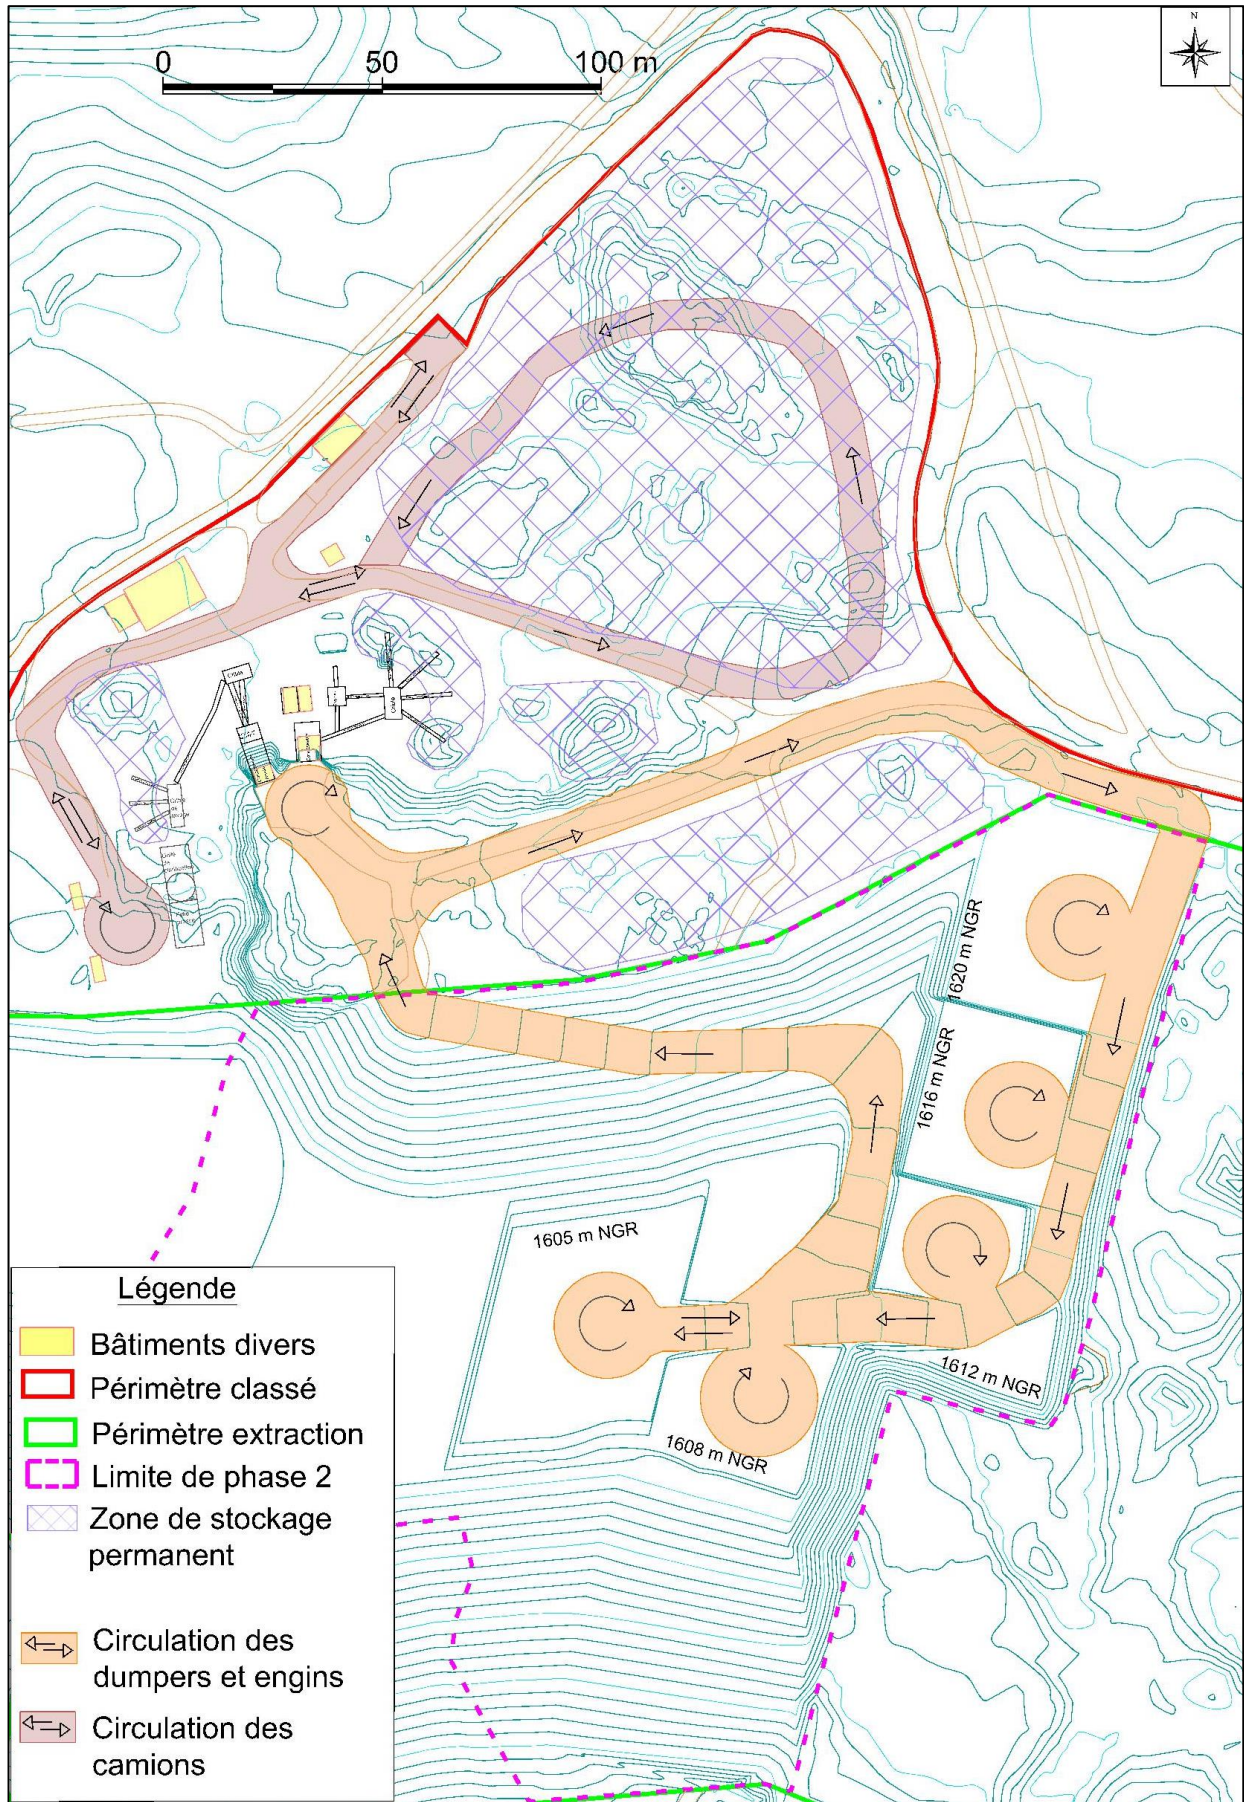 N
0 50 100 m
1620 m NGR
1616 m NGR
1605 m NGR
1612 m NGR
1608 m NGR
Légende
Bâtiments divers
Périmètre classé
Périmètre extraction
Limite de phase 2
Zone de stockage
permanent
Circulation des
dumpers et engins
Circulation des
camions